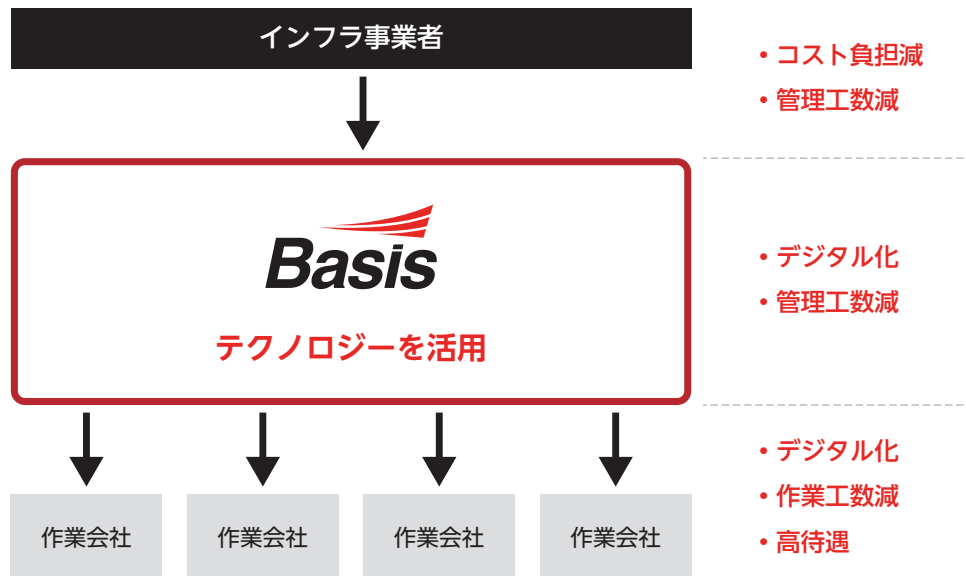 インフラ事業者
・コスト負担減
・管理工数減
Basis
テクノロジーを活用
・デジタル化
・管理工数減
作業会社
作業会社
作業会社
作業会社
・デジタル化
・作業工数減
・高待遇